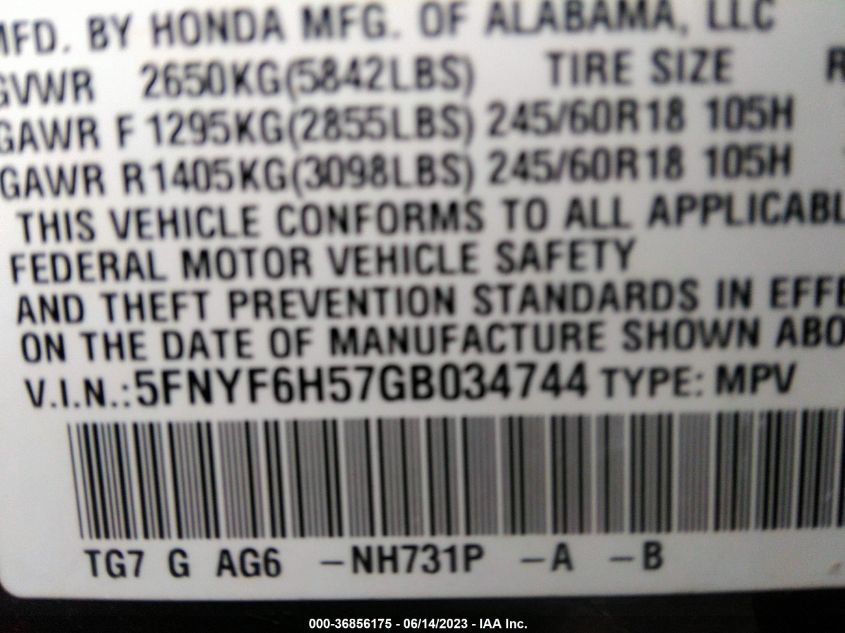 MFD. BY HONDA MFG. OF ALABAMA, LLC
GVWR 2650KG(5842LBS) TIRE SIZE R
GAWR F 1295KG(2855LBS) 245/60R18 105H
GAWR R 1405KG(3098LBS) 245/60R18 105H
THIS VEHICLE CONFORMS TO ALL APPLICABL
FEDERAL MOTOR VEHICLE SAFETY
AND THEFT PREVENTION STANDARDS IN EFFE
ON THE DATE OF MANUFACTURE SHOWN ABO
V.I.N.:5FNYF6H57GB034744 TYPE: MPV
TG7 G AG6 -NH731P -A -B
000-36856175 - 06/14/2023 - IAA Inc.